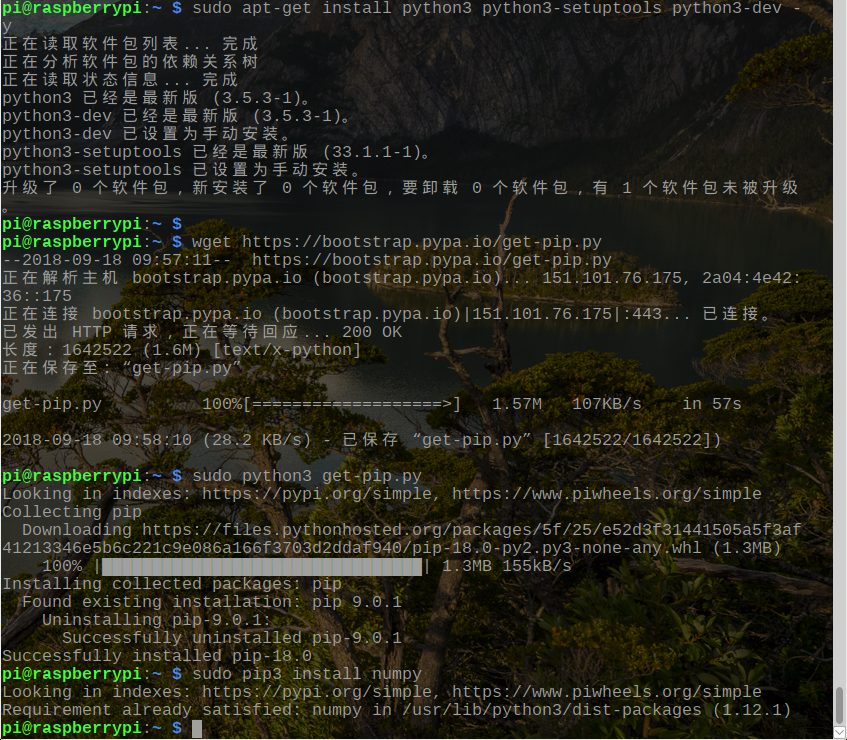 pi@raspberrypi:~ $ sudo apt-get install python3 python3-setuptools python3-dev -
y
正在读取软件包列表... 完成
正在分析软件包的依赖关系树
正在读取状态信息... 完成
python3 已经是最新版 (3.5.3-1)。
python3-dev 已经是最新版 (3.5.3-1)。
python3-dev 已设置为手动安装。
python3-setuptools 已经是最新版 (33.1.1-1)。
python3-setuptools 已设置为手动安装。
升级了 0 个软件包，新安装了 0 个软件包，要卸载 0 个软件包，有 1 个软件包未被升级
。
pi@raspberrypi:~ $
pi@raspberrypi:~ $ wget https://bootstrap.pypa.io/get-pip.py
--2018-09-18 09:57:11--  https://bootstrap.pypa.io/get-pip.py
正在解析主机 bootstrap.pypa.io (bootstrap.pypa.io)... 151.101.76.175, 2a04:4e42:
36::175
正在连接 bootstrap.pypa.io (bootstrap.pypa.io)|151.101.76.175|:443... 已连接。
已发出 HTTP 请求，正在等待回应... 200 OK
长度：1642522 (1.6M) [text/x-python]
正在保存至: “get-pip.py”
get-pip.py          100%[===================>]   1.57M   107KB/s    in 57s
2018-09-18 09:58:10 (28.2 KB/s) - 已保存 “get-pip.py” [1642522/1642522])
pi@raspberrypi:~ $ sudo python3 get-pip.py
Looking in indexes: https://pypi.org/simple, https://www.piwheels.org/simple
Collecting pip
  Downloading https://files.pythonhosted.org/packages/5f/25/e52d3f31441505a5f3af
41213346e5b6c221c9e086a166f3703d2ddaf940/pip-18.0-py2.py3-none-any.whl (1.3MB)
    100% |████████████████████████████████| 1.3MB 155kB/s
Installing collected packages: pip
  Found existing installation: pip 9.0.1
    Uninstalling pip-9.0.1:
      Successfully uninstalled pip-9.0.1
Successfully installed pip-18.0
pi@raspberrypi:~ $ sudo pip3 install numpy
Looking in indexes: https://pypi.org/simple, https://www.piwheels.org/simple
Requirement already satisfied: numpy in /usr/lib/python3/dist-packages (1.12.1)
pi@raspberrypi:~ $